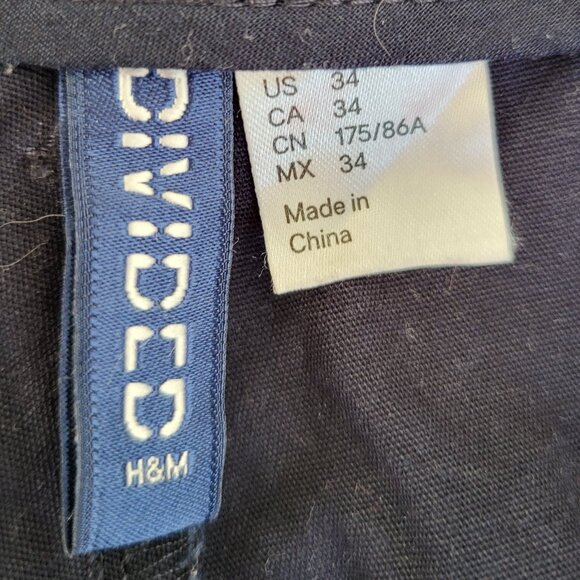 DIVIDED
H&M
US 34
CA 34
CN 175/86A
MX 34
Made in
China